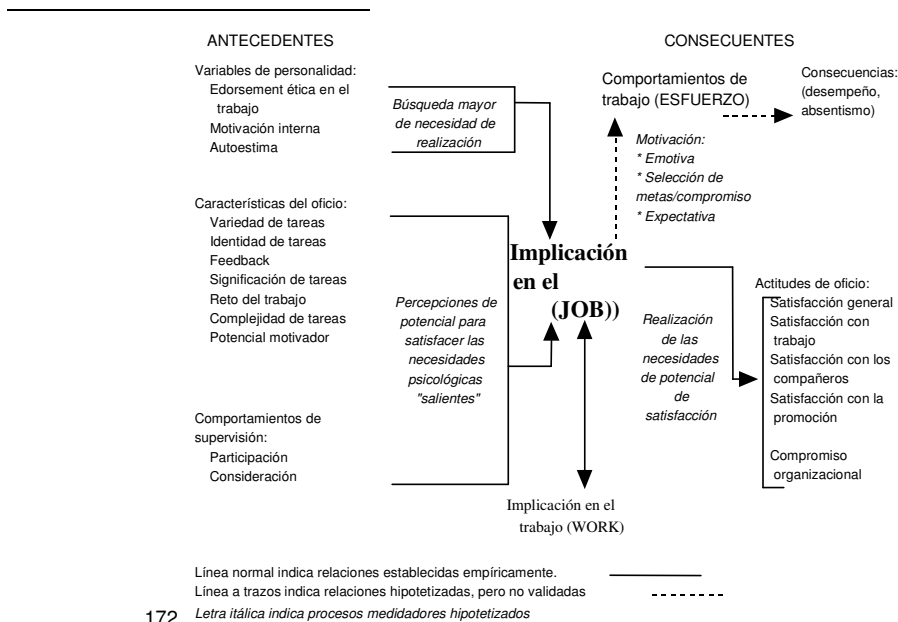 ANTECEDENTES
Variables de personalidad:
Edorsement ética en el
trabajo
Motivación interna
Autoestima
Búsqueda mayor
de necesidad de
realización
Características del oficio:
Variedad de tareas
Identidad de tareas
Feedback
Significación de tareas
Reto del trabajo
Complejidad de tareas
Potencial motivador
Percepciones de
potencial para
satisfacer las
necesidades
psicológicas
"salientes"
Comportamientos de
supervisión:
Participación
Consideración
Implicación
en el
(JOB))
Implicación en el
trabajo (WORK)
CONSECUENTES
Comportamientos de
trabajo (ESFUERZO)
Consecuencias:
(desempeño,
absentismo)
Motivación:
* Emotiva
* Selección de
metas/compromiso
* Expectativa
Realización
de las
necesidades
de potencial
de
satisfacción
Actitudes de oficio:
Satisfacción general
Satisfacción con
trabajo
Satisfacción con los
compañeros
Satisfacción con la
promoción
Compromiso
organizacional
Línea normal indica relaciones establecidas empíricamente.
Línea a trazos indica relaciones hipotetizadas, pero no validadas
172 Letra itálica indica procesos medidadores hipotetizados